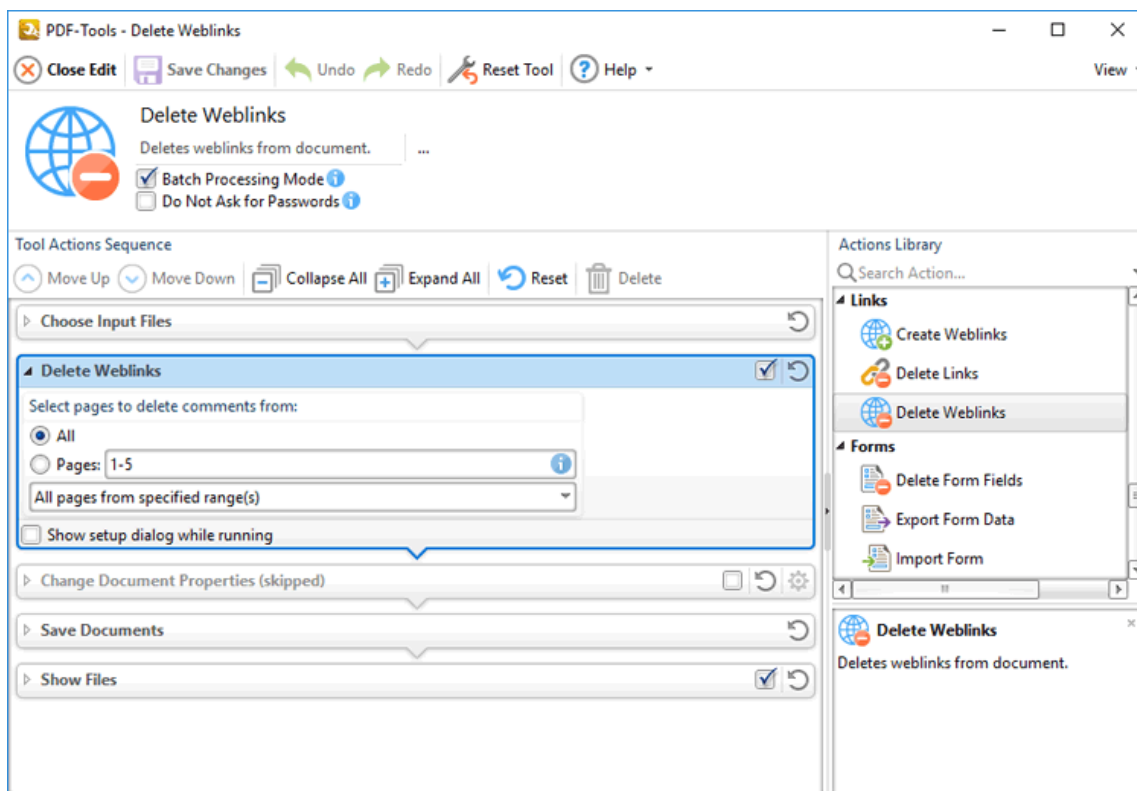 PDF-Tools - Delete Weblinks
Close Edit Save Changes Undo Redo Reset Tool ? Help View
Delete Weblinks
Deletes weblinks from document. ...
Batch Processing Mode i
Do Not Ask for Passwords i
Tool Actions Sequence
Move Up Move Down Collapse All Expand All Reset Delete
Choose Input Files
Delete Weblinks
Select pages to delete comments from:
All
Pages: 1-5 i
All pages from specified range(s)
Show setup dialog while running
Change Document Properties (skipped)
Save Documents
Show Files
Actions Library
Search Action...
Links
Create Weblinks
Delete Links
Delete Weblinks
Forms
Delete Form Fields
Export Form Data
Import Form
Delete Weblinks
Deletes weblinks from document.